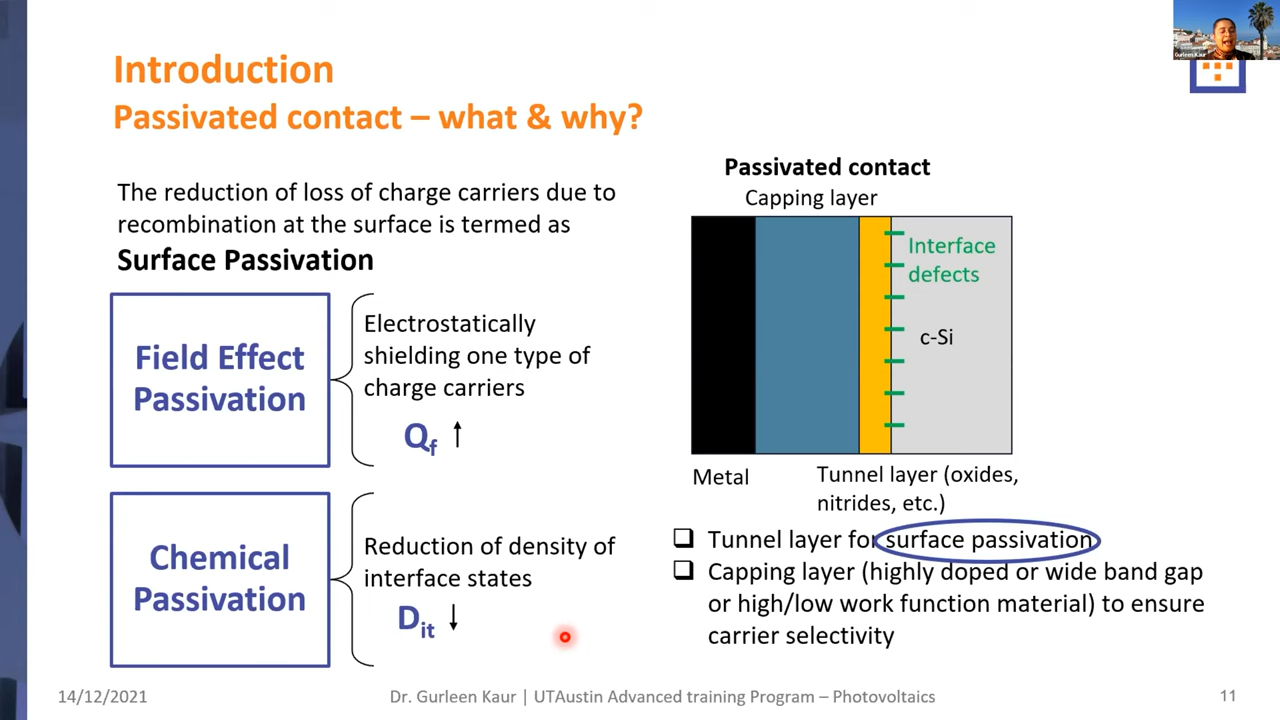 Introduction
Passivated contact – what & why?
Gurleen Kaur
The reduction of loss of charge carriers due to
recombination at the surface is termed as
Surface Passivation
Field Effect
Passivation
Electrostatically
shielding one type of
charge carriers
Qf ↑
Chemical
Passivation
Reduction of density of
interface states
Dit ↓
Passivated contact
Capping layer
Interface
defects
c-Si
Metal
Tunnel layer (oxides,
nitrides, etc.)
❑ Tunnel layer for surface passivation
❑ Capping layer (highly doped or wide band gap
or high/low work function material) to ensure
carrier selectivity
14/12/2021
Dr. Gurleen Kaur | UTAustin Advanced training Program – Photovoltaics
11